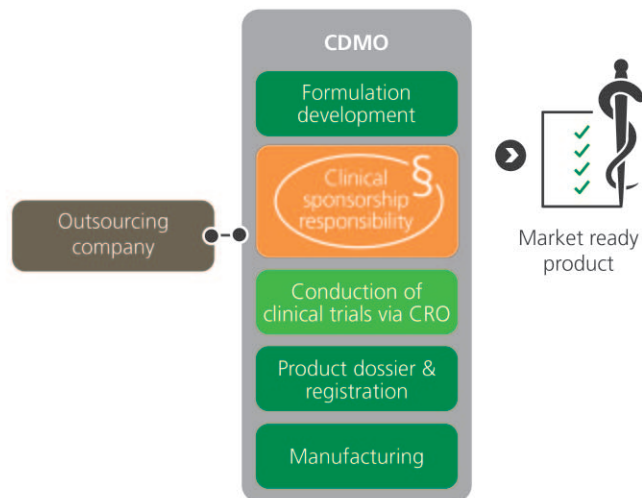 CDMO
Formulation
development
Clinical §
sponsorship
responsibility
Outsourcing
company
Conduction of
clinical trials via CRO
Product dossier &
registration
Manufacturing
Market ready
product